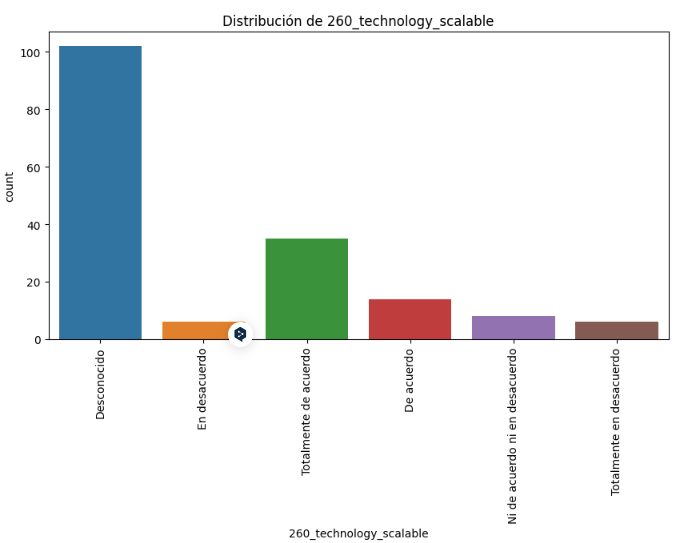 Distribución de 260_technology_scalable
100
80
60
40
20
0
count
Desconocido
En desacuerdo
Totalmente de acuerdo
De acuerdo
Ni de acuerdo ni en desacuerdo
Totalmente en desacuerdo
260_technology_scalable